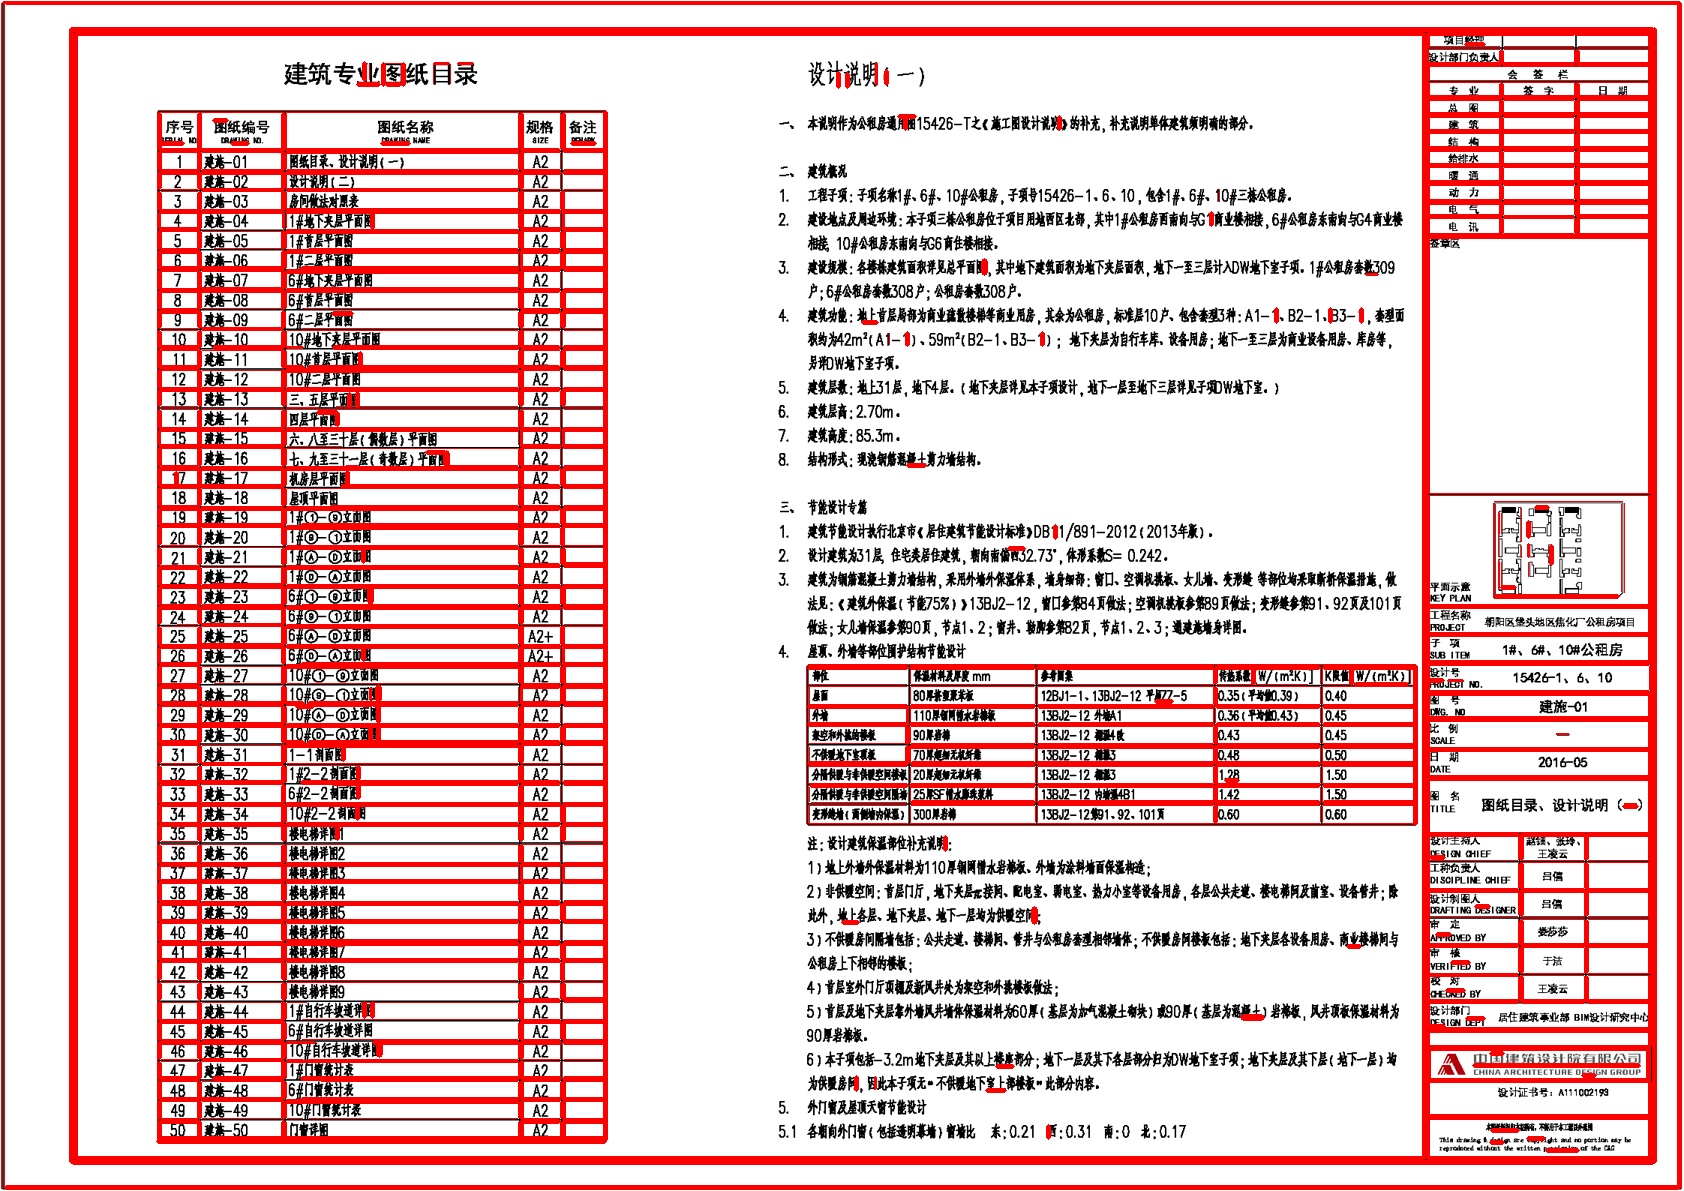 建筑专业图纸目录
序号 图纸编号 图纸名称 规格 备注
SERIAL NO. DRAWING NO. DRAWING NAME SIZE REMARK
1 建施-01 图纸目录、设计说明(一) A2
2 建施-02 设计说明(二) A2
3 建施-03 房间做法对照表 A2
4 建施-04 1#地下夹层平面图 A2
5 建施-05 1#首层平面图 A2
6 建施-06 1#二层平面图 A2
7 建施-07 6#地下夹层平面图 A2
8 建施-08 6#首层平面图 A2
9 建施-09 6#二层平面图 A2
10 建施-10 10#地下夹层平面图 A2
11 建施-11 10#首层平面图 A2
12 建施-12 10#二层平面图 A2
13 建施-13 三、五层平面图 A2
14 建施-14 四层平面图 A2
15 建施-15 六、八至三十层(偶数层)平面图 A2
16 建施-16 七、九至三十一层(奇数层)平面图 A2
17 建施-17 机房层平面图 A2
18 建施-18 屋顶平面图 A2
19 建施-19 1#①-⑨立面图 A2
20 建施-20 1#⑨-①立面图 A2
21 建施-21 1#Ⓐ-Ⓓ立面图 A2
22 建施-22 1#Ⓓ-Ⓐ立面图 A2
23 建施-23 6#①-⑨立面图 A2
24 建施-24 6#⑨-①立面图 A2
25 建施-25 6#Ⓐ-Ⓓ立面图 A2+
26 建施-26 6#Ⓓ-Ⓐ立面图 A2+
27 建施-27 10#①-⑨立面图 A2
28 建施-28 10#⑨-①立面图 A2
29 建施-29 10#Ⓐ-Ⓓ立面图 A2
30 建施-30 10#Ⓓ-Ⓐ立面图 A2
31 建施-31 1-1剖面图 A2
32 建施-32 1#2-2剖面图 A2
33 建施-33 6#2-2剖面图 A2
34 建施-34 10#2-2剖面图 A2
35 建施-35 楼电梯详图1 A2
36 建施-36 楼电梯详图2 A2
37 建施-37 楼电梯详图3 A2
38 建施-38 楼电梯详图4 A2
39 建施-39 楼电梯详图5 A2
40 建施-40 楼电梯详图6 A2
41 建施-41 楼电梯详图7 A2
42 建施-42 楼电梯详图8 A2
43 建施-43 楼电梯详图9 A2
44 建施-44 1#自行车坡道详图 A2
45 建施-45 6#自行车坡道详图 A2
46 建施-46 10#自行车坡道详图 A2
47 建施-47 1#门窗统计表 A2
48 建施-48 6#门窗统计表 A2
49 建施-49 10#门窗统计表 A2
50 建施-50 门窗详图 A2
设计说明(一)
一、 本说明作为公租房通用图15426-T之《施工图设计说明》的补充,补充说明单体建筑须明确的部分。
二、 建筑概况
1. 工程子项:子项名称1#、6#、10#公租房,子项号15426-1、6、10,包含1#、6#、10#三栋公租房。
2. 建设地点及周边环境:本子项三栋公租房位于项目用地西区北部,其中1#公租房西南向与G1商业楼相接,6#公租房东南向与G4商业楼
相接,10#公租房东南向与G6商住楼相接。
3. 建设规模:各楼栋建筑面积详见总平面图,其中地下建筑面积为地下夹层面积,地下一至三层计入DW地下室子项。1#公租房套数309
户;6#公租房套数308户;公租房套数308户。
4. 建筑功能:地上首层局部为商业疏散楼梯等商业用房,其余为公租房,标准层10户、包含套型3种:A1-1、B2-1、B3-1,套型面
积约为42m²(A1-1)、59m²(B2-1、B3-1);地下夹层为自行车库、设备用房;地下一至三层为商业设备用房、库房等,
另详DW地下室子项。
5. 建筑层数:地上31层,地下4层。(地下夹层详见本子项设计,地下一层至地下三层详见子项DW地下室。)
6. 建筑层高:2.70m。
7. 建筑高度:85.3m。
8. 结构形式:现浇钢筋混凝土剪力墙结构。
三、 节能设计专篇
1. 建筑节能设计执行北京市《居住建筑节能设计标准》DB11/891-2012(2013年版)。
2. 设计建筑为31层,住宅类居住建筑,朝向南偏西32.73°,体形系数S= 0.242。
3. 建筑为钢筋混凝土剪力墙结构,采用外墙外保温体系,墙身细部:窗口、空调机挑板、女儿墙、变形缝 等部位均采取断桥保温措施,做
法见:《建筑外保温(节能75%)》13BJ2-12,窗口参第84页做法;空调机挑板参第89页做法;变形缝参第91、92页及101页
做法;女儿墙保温参第90页,节点1、2;窗井、勒脚参第82页,节点1、2、3;遇建施墙身详图。
4. 屋顶、外墙等部位围护结构节能设计
部位 保温材料及厚度 mm 参考图集 传热系数[W/(㎡K)] K限值[W/(㎡K)]
屋面 80厚挤塑聚苯板 12BJ1-1、13BJ2-12 平屋ZZ-5 0.35(平均值0.39) 0.40
外墙 110厚钢网憎水岩棉板 13BJ2-12 外墙A1 0.36(平均值0.43) 0.45
架空和外挑的楼板 90厚岩棉 13BJ2-12 棚温4改 0.43 0.45
不供暖地下室顶板 70厚超细无机纤维 13BJ2-12 棚温3 0.48 0.50
分隔供暖与非供暖空间楼板 20厚超细无机纤维 13BJ2-12 棚温3 1.28 1.50
分隔供暖与非供暖空间隔墙 25厚SF憎水膨珠浆料 13BJ2-12 内墙温4B1 1.42 1.50
变形缝墙(两侧墙内保温) 300厚岩棉 13BJ2-12第91、92、101页 0.60 0.60
注:设计建筑保温部位补充说明:
1)地上外墙外保温材料为110厚钢网憎水岩棉板、外墙为涂料墙面保温构造;
2)非供暖空间:首层门厅,地下夹层π接间、配电室、弱电室、热力小室等设备用房,各层公共走道、楼电梯间及前室、设备管井;除
此外,地上各层、地下夹层、地下一层均为供暖空间;
3)不供暖房间隔墙包括:公共走道、楼梯间、管井与公租房套型相邻墙体;不供暖房间楼板包括:地下夹层各设备用房、商业楼梯间与
公租房上下相邻的楼板;
4)首层室外门厅顶棚及新风井处为架空和外挑楼板做法;
5)首层及地下夹层靠外墙风井墙体保温材料为60厚(基层为加气混凝土砌块)或90厚(基层为混凝土)岩棉板,风井顶板保温材料为
90厚岩棉板。
6)本子项包括-3.2m地下夹层及其以上楼座部分;地下一层及其下各层部分归为DW地下室子项;地下夹层及其下层(地下一层)均
为供暖房间,因此本子项无"不供暖地下室上部楼板"此部分内容。
5. 外门窗及屋顶天窗节能设计
5.1 各朝向外门窗(包括透明幕墙)窗墙比 东:0.21 西:0.31 南:0 北:0.17
项目经理
设计部门负责人
会 签 栏
专 业 签 字 日 期
总 图
建 筑
结 构
给排水
暖 通
动 力
电 气
电 讯
签章区
平面示意
KEY PLAN
工程名称 PROJECT 朝阳区垡头地区焦化厂公租房项目
子 项 SUB ITEM 1#、6#、10#公租房
设计号 PROJECT NO. 15426-1、6、10
图 号 DWG. NO 建施-01
比 例 SCALE —
日 期 DATE 2016-05
图 名 TITLE 图纸目录、设计说明(一)
设计主持人 DESIGN CHIEF 王凌云
工种负责人 DISCIPLINE CHIEF 吕儒
设计制图人 DRAFTING DESIGNER 吕儒
审 定 APPROVED BY 娄莎莎
审 核 VERIFIED BY 于洁
校 对 CHECKED BY 王凌云
设计部门 DESIGN DEPT 居住建筑事业部 BIM设计研究中心
中国建筑设计院有限公司
CHINA ARCHITECTURE DESIGN GROUP
设计证书号: A111002193
This drawing & design are copyright and no portion may be
reproduced without the written permission of the CAG